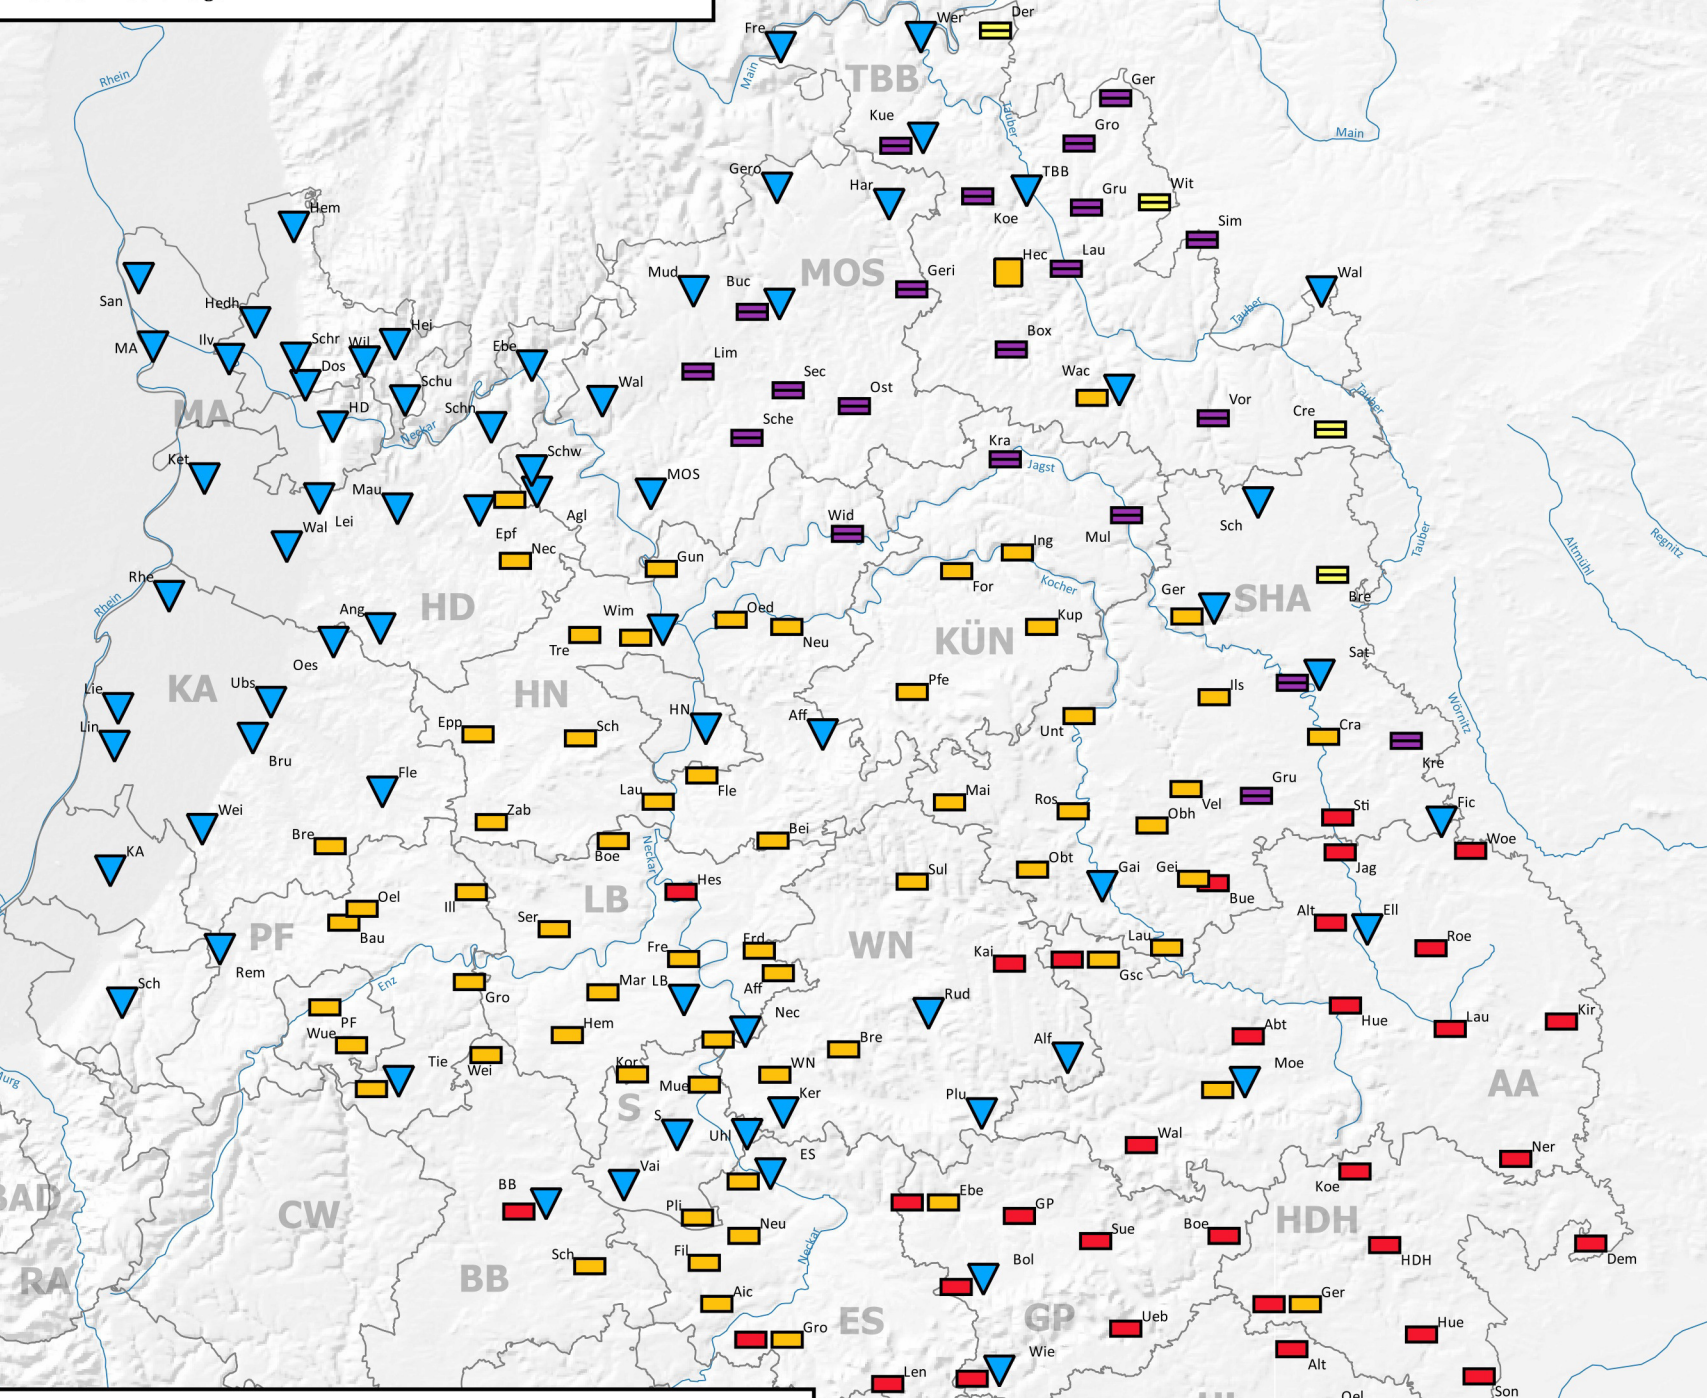 Fre
Wer
Der
Rhein
Main
TBB
Ger
Kue
Tauber
Gro
Main
Gero
Har
TBB
Koe
Gru
Wit
Hem
Sim
San
Mud
Buc
MOS
Geri
Hec
Lau
Wal
Hedh
Tauber
MA
Ilv
Schr
Wil
Hei
Ebe
Box
Dos
Schu
Lim
Sec
Wac
Wal
Ost
MA
HD
Schn
Neckar
Sche
Vor
Cre
Tauber
Kra
Jagst
Ket
Schw
MOS
Mau
Lei
Agl
Wid
Mul
Sch
Wal
Epf
Nec
Gun
Ing
Tauber
Altmühl
Regnitz
Rhe
For
Kocher
Rhein
HD
Ang
Wim
Oed
Ger
SHA
Bre
Oes
Tre
Neu
KÜN
Kup
Sat
KA
Ubs
HN
Pfe
Ils
Lie
Lin
Epp
Sch
HN
Aff
Unt
Cra
Wörnitz
Bru
Kre
Fle
Fle
Gru
Wei
Zab
Lau
Mai
Ros
Vel
Obh
Sti
Fic
Bre
Boe
Neckar
Bei
Woe
KA
Sul
Obt
Gai
Gei
Jag
Oel
Ill
LB
Hes
Bue
Bau
Ser
Alt
Ell
PF
WN
Lau
Roe
Rem
Fre
Erd
Kai
Gsc
Sch
Enz
Gro
Mar
LB
Aff
Rud
PF
Hem
Nec
Hue
Lau
Kir
Wue
Tie
Wei
Kor
WN
Bre
Alf
Abt
Moe
AA
Murg
Mue
Ker
Plu
S
S
Uhl
Wal
Ner
BAD
CW
BB
Vai
ES
Koe
Pli
Ebe
GP
HDH
Neu
Sue
Boe
HDH
Dem
RA
BB
Sch
Fil
Neckar
Bol
Aic
Ger
ES
GP
Ueb
Hue
Gro
Wie
Alt
Len
Son
Oel